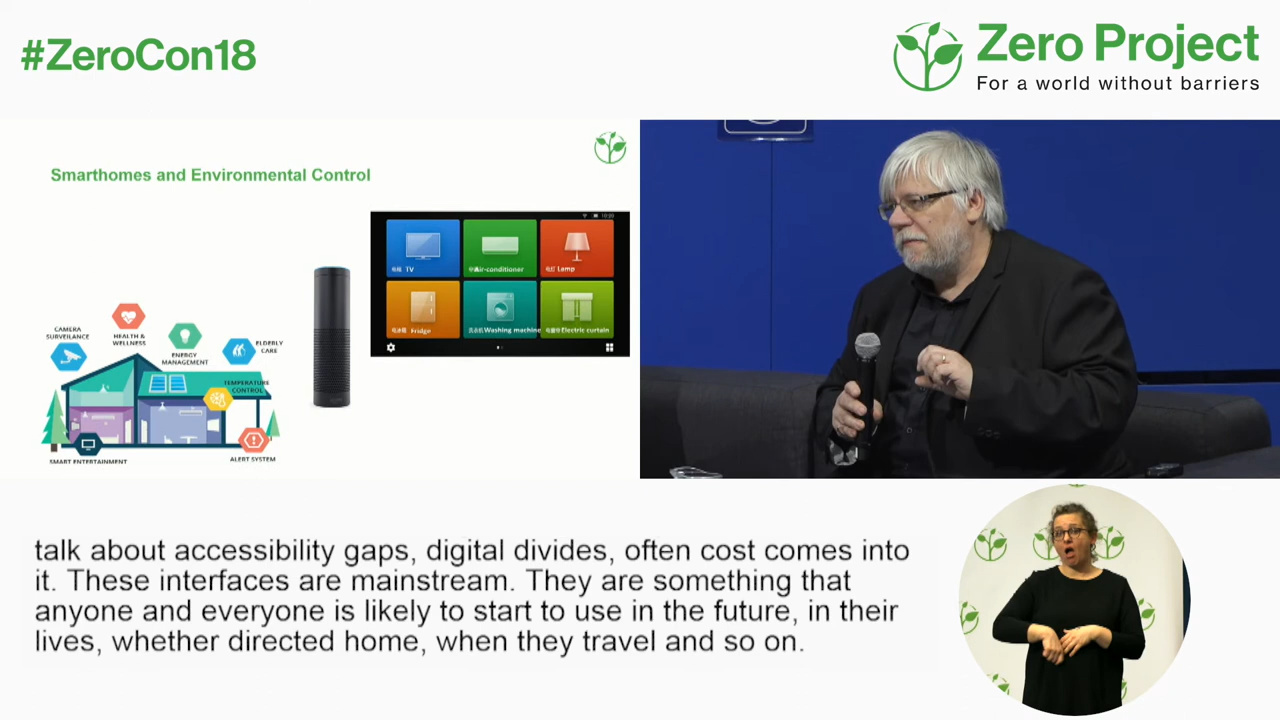 #ZeroCon18
Zero Project
For a world without barriers
Smarthomes and Environmental Control
TV
Air-conditioner
Lamp
Fridge
Washing machine
Electric curtain
CAMERA
SURVEILANCE
HEALTH &
WELLNESS
ENERGY
MANAGEMENT
ELDERLY
CARE
TEMPERATURE
CONTROL
SMART ENTERTAINMENT
ALERT SYSTEM
talk about accessibility gaps, digital divides, often cost comes into
it. These interfaces are mainstream. They are something that
anyone and everyone is likely to start to use in the future, in their
lives, whether directed home, when they travel and so on.